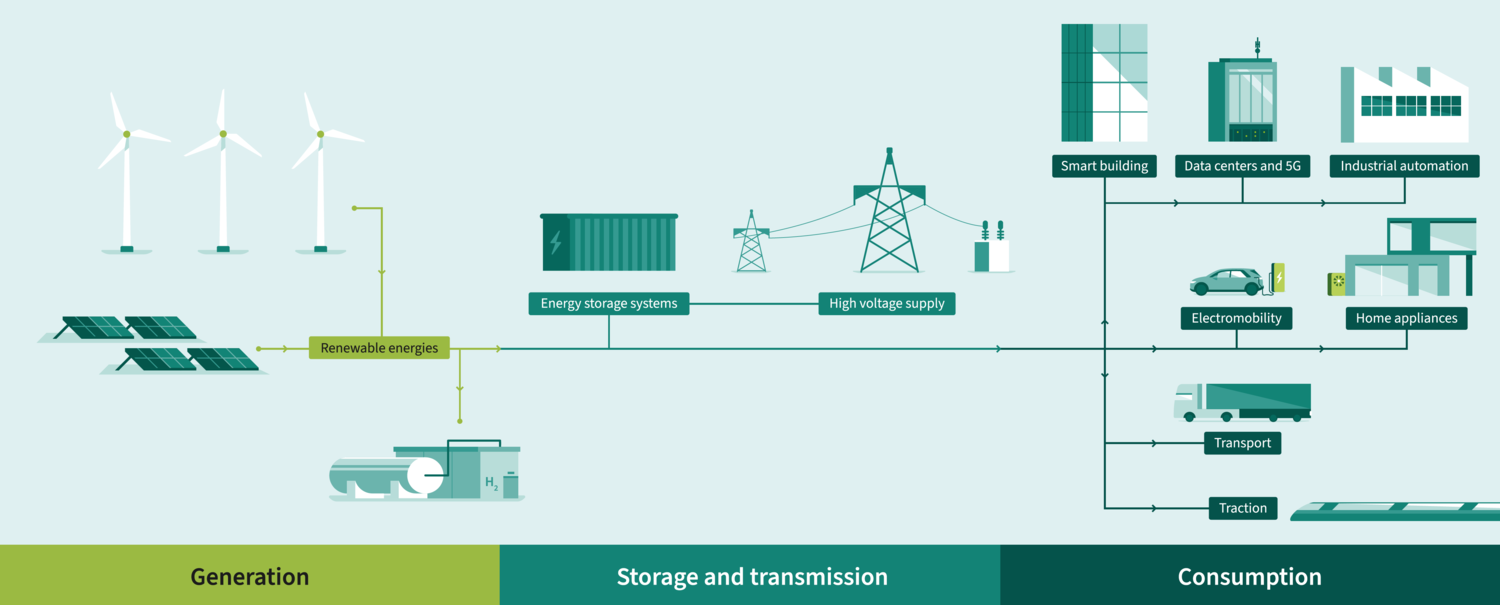 Smart building
Data centers and 5G
Industrial automation
Energy storage systems
High voltage supply
Electromobility
Home appliances
Renewable energies
Transport
H2
Traction
Generation
Storage and transmission
Consumption